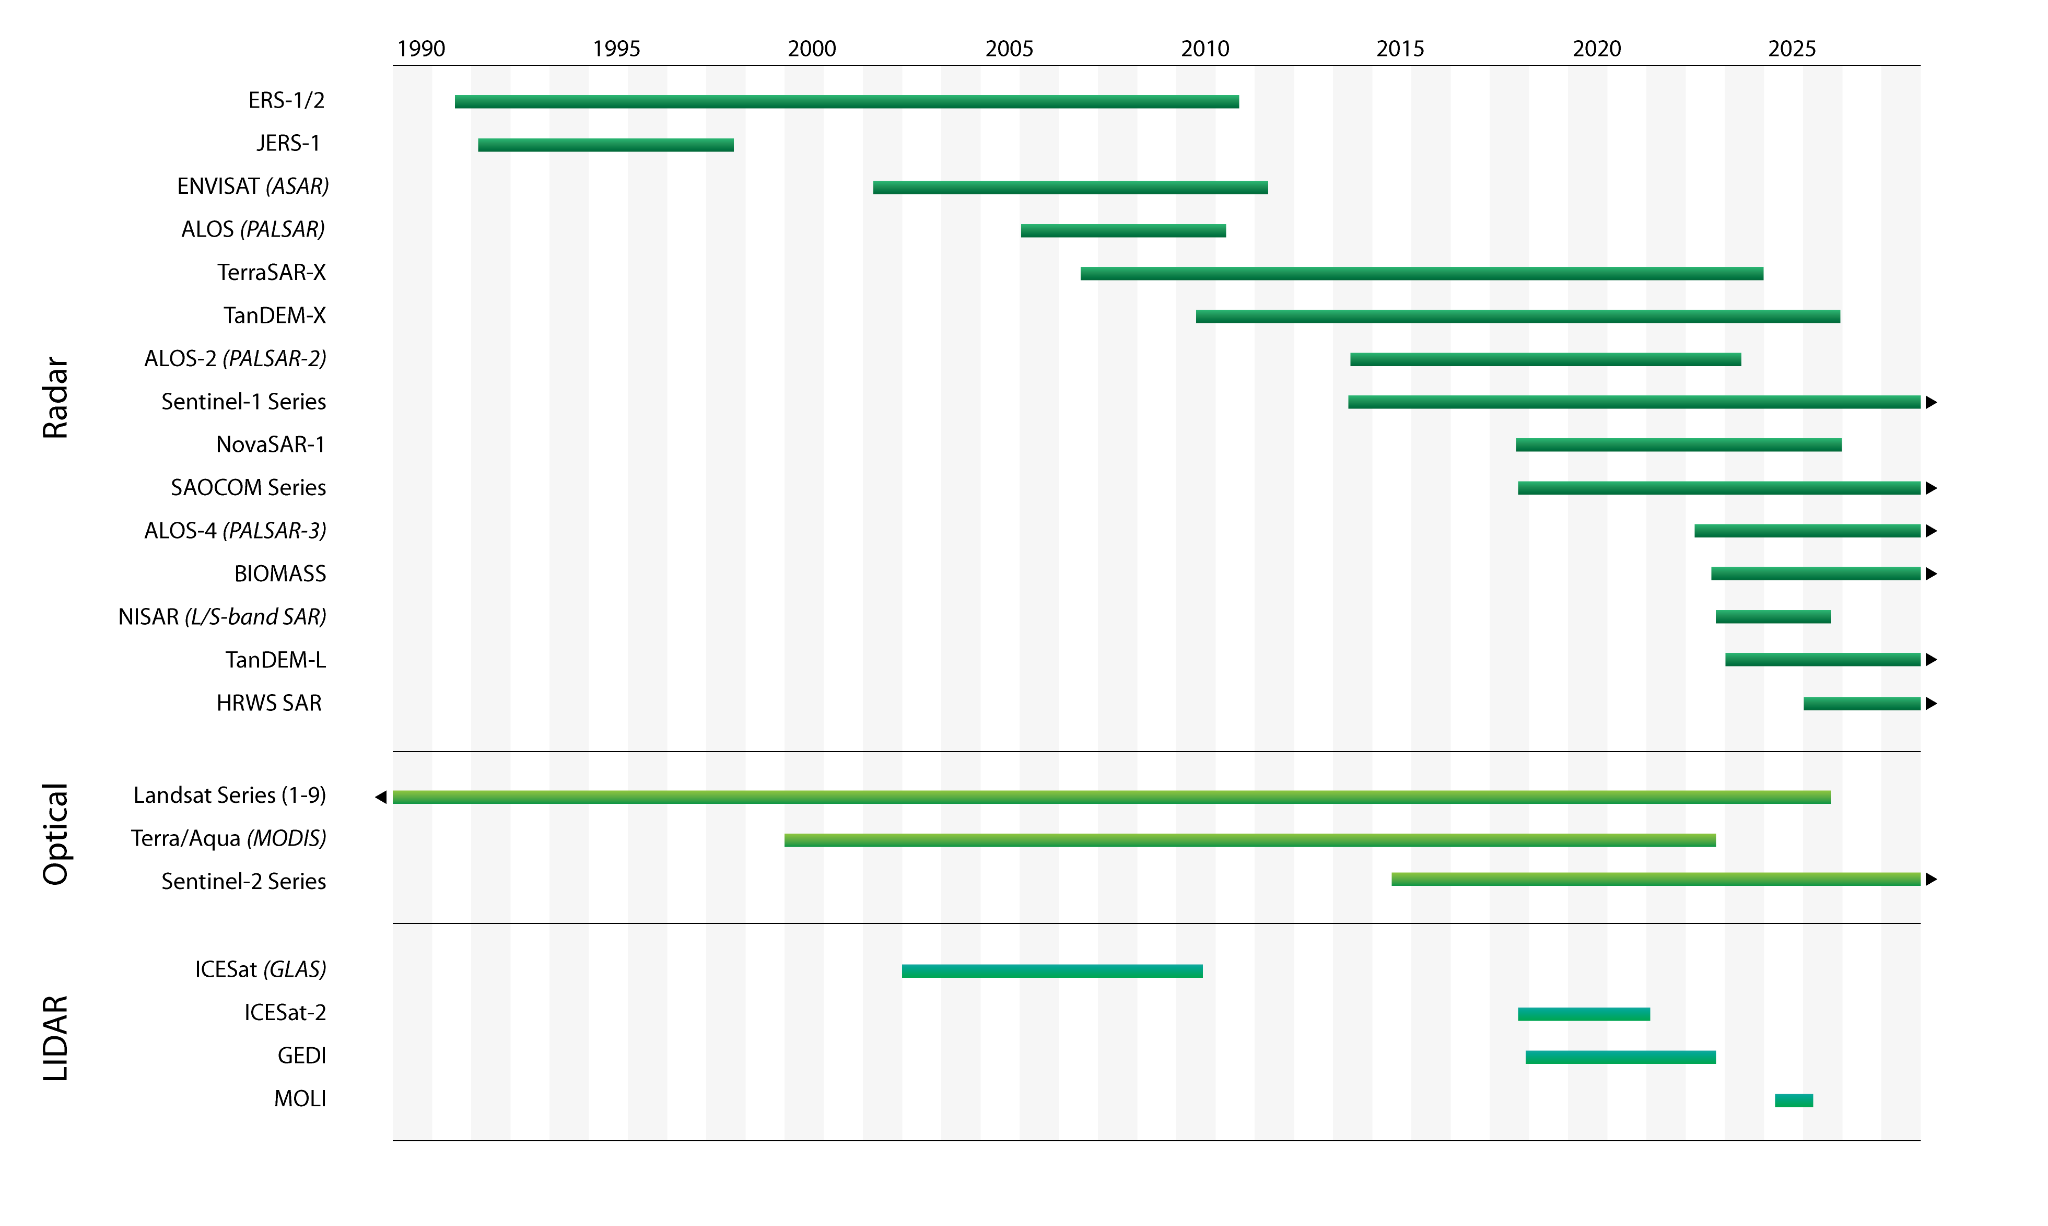 1990 1995 2000 2005 2010 2015 2020 2025
Radar
ERS-1/2
JERS-1
ENVISAT (ASAR)
ALOS (PALSAR)
TerraSAR-X
TanDEM-X
ALOS-2 (PALSAR-2)
Sentinel-1 Series
NovaSAR-1
SAOCOM Series
ALOS-4 (PALSAR-3)
BIOMASS
NISAR (L/S-band SAR)
TanDEM-L
HRWS SAR
Optical
Landsat Series (1-9)
Terra/Aqua (MODIS)
Sentinel-2 Series
LIDAR
ICESat (GLAS)
ICESat-2
GEDI
MOLI